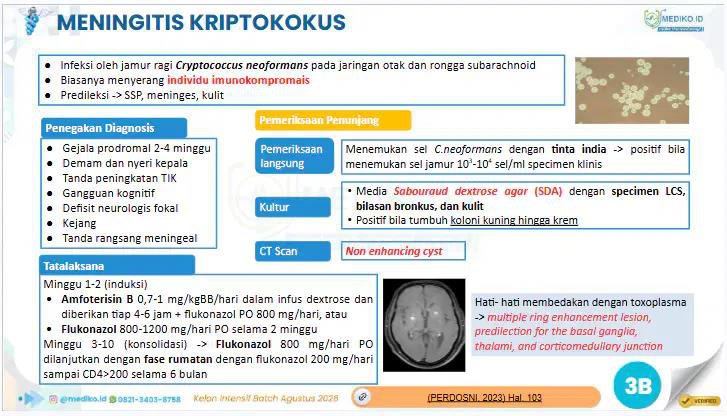 MENINGITIS KRIPTOKOKUS
MEDIKO.ID
● Infeksi oleh jamur ragi Cryptococcus neoformans pada jaringan otak dan rongga subarachnoid
● Biasanya menyerang individu imunokompromais
● Predileksi -> SSP, meninges, kulit
Penegakan Diagnosis
● Gejala prodromal 2-4 minggu
● Demam dan nyeri kepala
● Tanda peningkatan TIK
● Gangguan kognitif
● Defisit neurologis fokal
● Kejang
● Tanda rangsang meningeal
Pemeriksaan Penunjang
Pemeriksaan
langsung
Menemukan sel C.neoformans dengan tinta india -> positif bila
menemukan sel jamur 10³-10⁴ sel/ml specimen klinis
Kultur
• Media Sabouraud dextrose agar (SDA) dengan specimen LCS,
bilasan bronkus, dan kulit
• Positif bila tumbuh koloni kuning hingga krem
CT Scan
Non enhancing cyst
Tatalaksana
Minggu 1-2 (induksi)
● Amfoterisin B 0,7-1 mg/kgBB/hari dalam infus dextrose dan
diberikan tiap 4-6 jam + flukonazol PO 800 mg/hari, atau
● Flukonazol 800-1200 mg/hari PO selama 2 minggu
Minggu 3-10 (konsolidasi) -> Flukonazol 800 mg/hari PO
dilanjutkan dengan fase rumatan dengan flukonazol 200 mg/hari
sampai CD4>200 selama 6 bulan
Hati- hati membedakan dengan toxoplasma
-> multiple ring enhancement lesion,
predilection for the basal ganglia,
thalami, and corticomedullary junction
@mediko.id 0821-3403-8758 Kelan Intensif Batch Agustus 2026
(PERDOSNI, 2023) Hal. 103
3B
VERIFIED